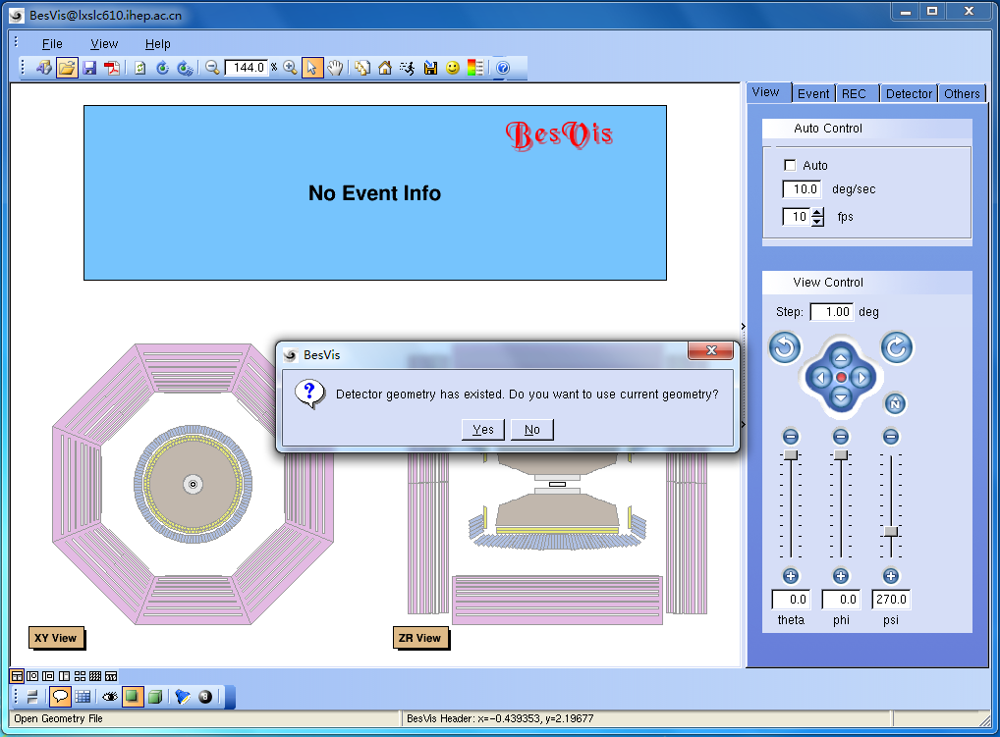 BesVis@lxslc610.ihep.ac.cn
File View Help
144.0 %
View Event REC Detector Others
BesVis
No Event Info
Auto Control
Auto
10.0 deg/sec
10 fps
View Control
Step: 1.00 deg
N
BesVis
Detector geometry has existed. Do you want to use current geometry?
Yes No
0.0 0.0 270.0
theta phi psi
XY View ZR View
Open Geometry File BesVis Header: x=-0.439353, y=2.19677